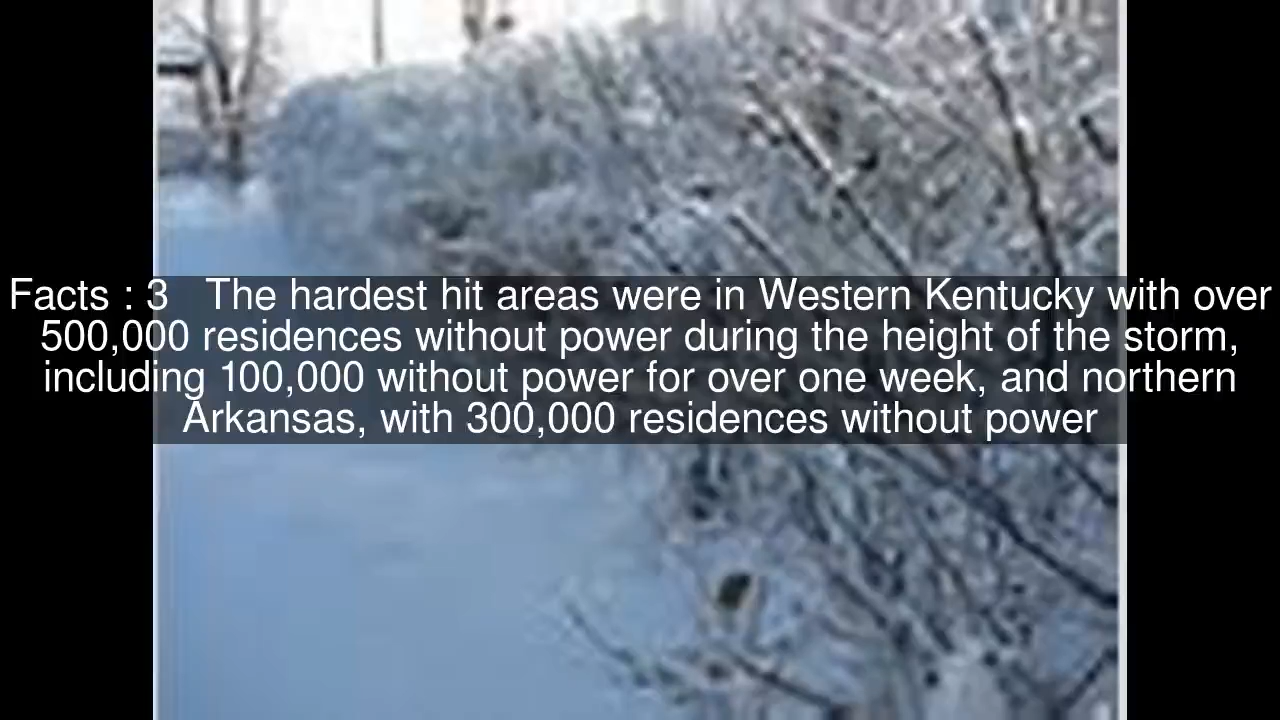 Facts : 3 The hardest hit areas were in Western Kentucky with over
500,000 residences without power during the height of the storm,
including 100,000 without power for over one week, and northern
Arkansas, with 300,000 residences without power